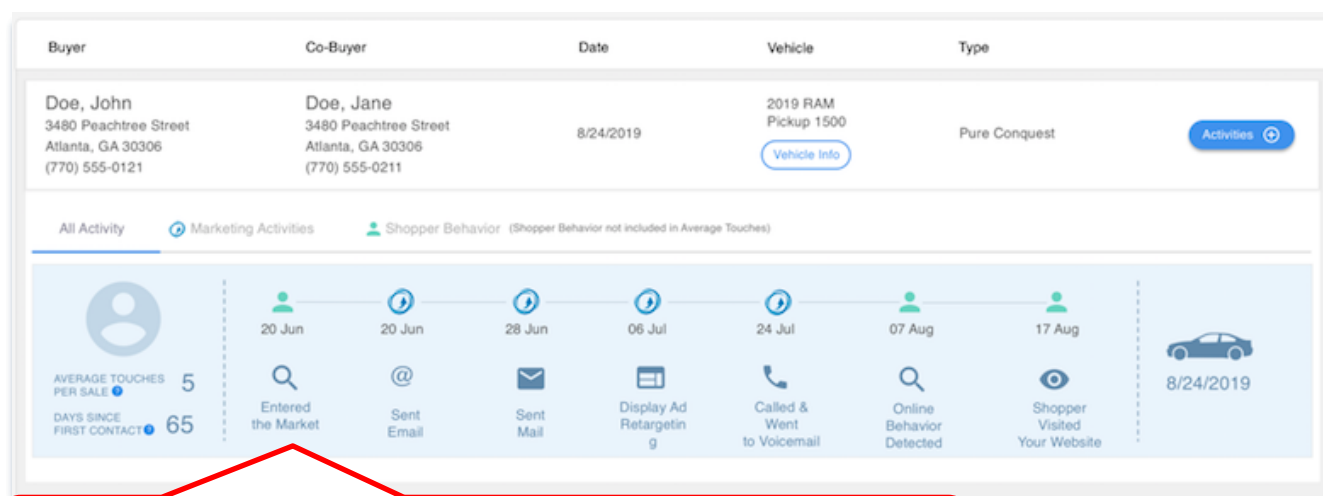 Buyer Co-Buyer Date Vehicle Type
Doe, John
3480 Peachtree Street
Atlanta, GA 30306
(770) 555-0121
Doe, Jane
3480 Peachtree Street
Atlanta, GA 30306
(770) 555-0211
8/24/2019
2019 RAM
Pickup 1500
Vehicle Info
Pure Conquest
Activities
All Activity Marketing Activities Shopper Behavior (Shopper Behavior not included in Average Touches)
AVERAGE TOUCHES
PER SALE ?
5
DAYS SINCE
FIRST CONTACT ?
65
20 Jun
Entered
the Market
20 Jun
@
Sent
Email
28 Jun
Sent
Mail
06 Jul
Display Ad
Retargetin
g
24 Jul
Called &
Went
to Voicemail
07 Aug
Online
Behavior
Detected
17 Aug
Shopper
Visited
Your Website
8/24/2019